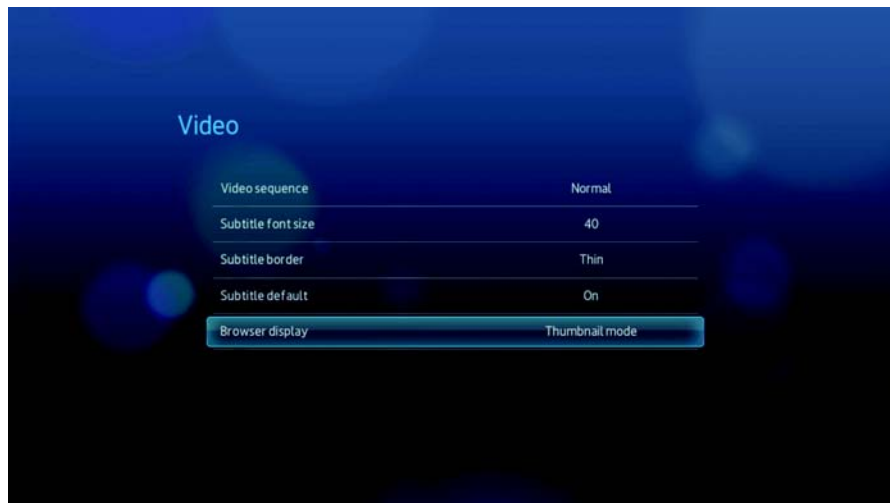 Video
Video sequence Normal
Subtitle font size 40
Subtitle border Thin
Subtitle default On
Browser display Thumbnail mode